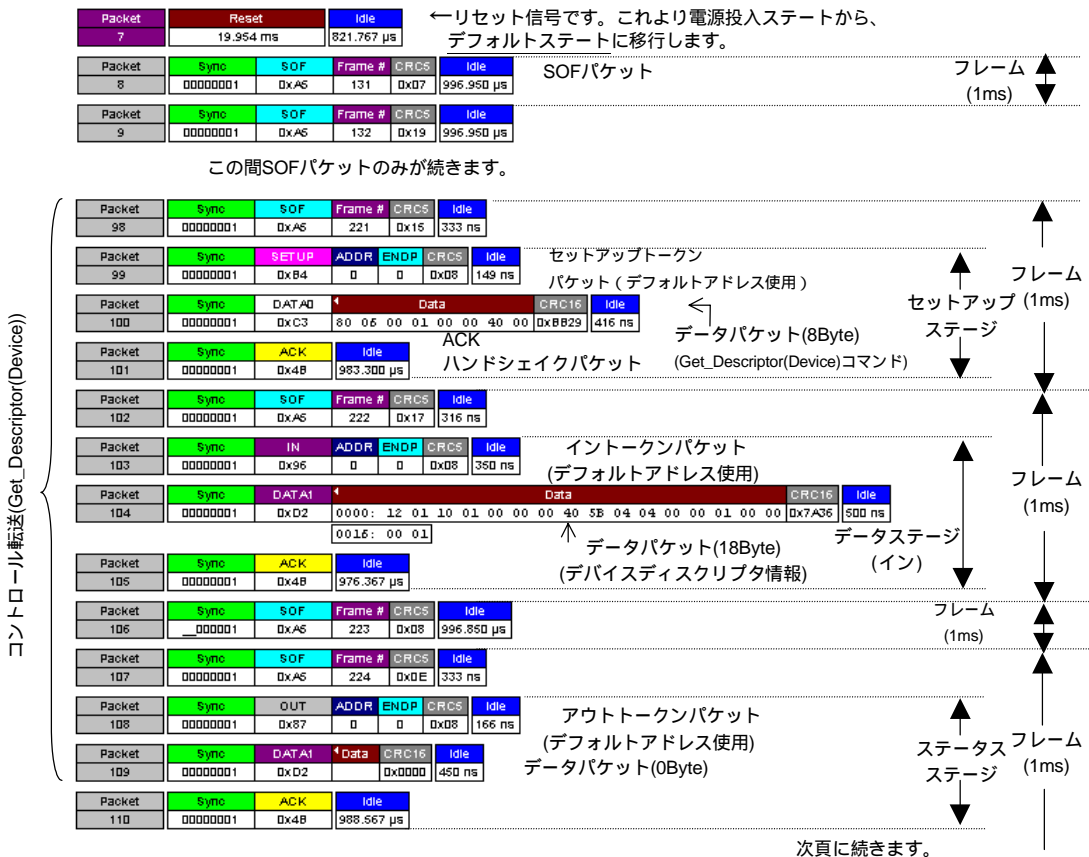 Packet Reset Idle
7 19.954 ms 821.767 µs
←リセット信号です。これより電源投入ステートから、
デフォルトステートに移行します。
Packet Sync SOF Frame # CRC5 Idle
8 00000001 0xA5 131 0x07 996.950 µs
SOFパケット
フレーム
(1ms)
Packet Sync SOF Frame # CRC5 Idle
9 00000001 0xA5 132 0x19 996.950 µs
この間SOFパケットのみが続きます。
コントロール転送(Get_Descriptor(Device))
Packet Sync SOF Frame # CRC5 Idle
98 00000001 0xA5 221 0x15 333 ns
Packet Sync SETUP ADDR ENDP CRC5 Idle
99 00000001 0xB4 0 0 0x08 149 ns
セットアップトークン
パケット(デフォルトアドレス使用)
フレーム
(1ms)
セットアップ
ステージ
Packet Sync DATA0 Data CRC16 Idle
100 00000001 0xC3 80 06 00 01 00 00 40 00 0xBB29 416 ns
データパケット(8Byte)
(Get_Descriptor(Device)コマンド)
Packet Sync ACK Idle
101 00000001 0x4B 983.300 µs
ACK
ハンドシェイクパケット
Packet Sync SOF Frame # CRC5 Idle
102 00000001 0xA5 222 0x17 316 ns
Packet Sync IN ADDR ENDP CRC5 Idle
103 00000001 0x96 0 0 0x08 350 ns
イントークンパケット
(デフォルトアドレス使用)
フレーム
(1ms)
Packet Sync DATA1 Data CRC16 Idle
104 00000001 0xD2 0000: 12 01 10 01 00 00 00 40 5B 04 04 00 00 01 00 00 0x7A36 500 ns
0016: 00 01
データパケット(18Byte)
(デバイスディスクリプタ情報)
データステージ
(イン)
Packet Sync ACK Idle
105 00000001 0x4B 976.367 µs
Packet Sync SOF Frame # CRC5 Idle
106 __000001 0xA5 223 0x08 996.850 µs
フレーム
(1ms)
Packet Sync SOF Frame # CRC5 Idle
107 00000001 0xA5 224 0x0E 333 ns
Packet Sync OUT ADDR ENDP CRC5 Idle
108 00000001 0x87 0 0 0x08 166 ns
アウトトークンパケット
(デフォルトアドレス使用)
Packet Sync DATA1 Data CRC16 Idle
109 00000001 0xD2 0x0000 450 ns
データパケット(0Byte)
ステータス
ステージ
フレーム
(1ms)
Packet Sync ACK Idle
110 00000001 0x4B 988.567 µs
次頁に続きます。